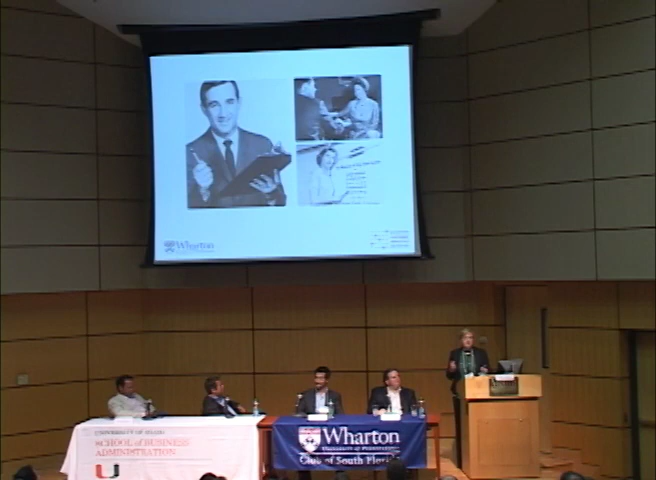 Wharton
UNIVERSITY OF MIAMI
SCHOOL of BUSINESS
ADMINISTRATION
U
Wharton
University of Pennsylvania
Club of South Florida